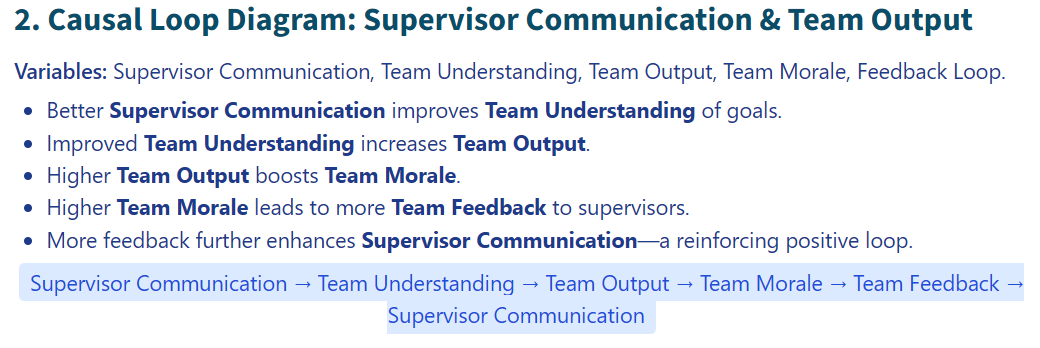 2. Causal Loop Diagram: Supervisor Communication & Team Output
Variables: Supervisor Communication, Team Understanding, Team Output, Team Morale, Feedback Loop.
• Better Supervisor Communication improves Team Understanding of goals.
• Improved Team Understanding increases Team Output.
• Higher Team Output boosts Team Morale.
• Higher Team Morale leads to more Team Feedback to supervisors.
• More feedback further enhances Supervisor Communication—a reinforcing positive loop.
Supervisor Communication → Team Understanding → Team Output → Team Morale → Team Feedback →
Supervisor Communication